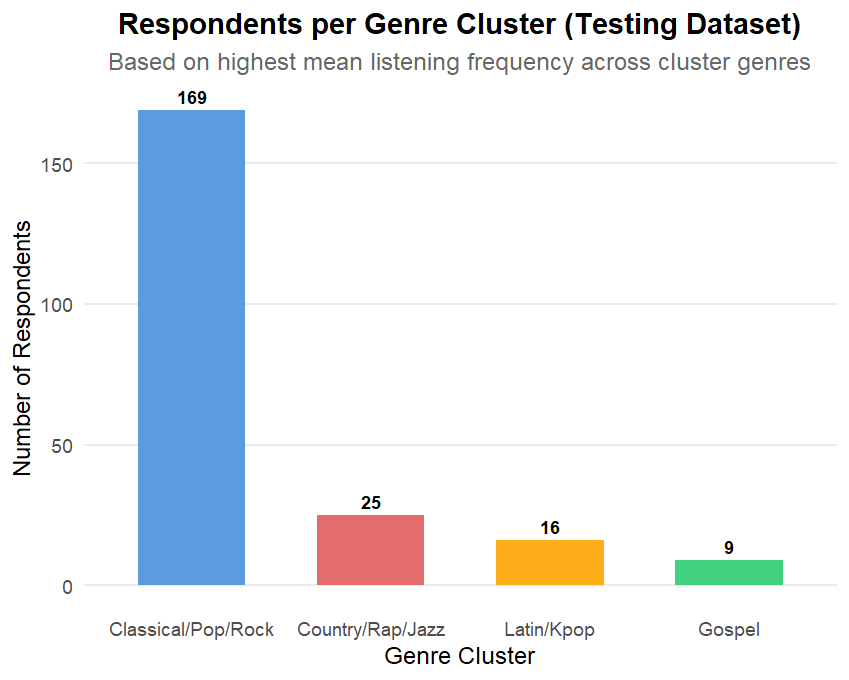 Respondents per Genre Cluster (Testing Dataset)
Based on highest mean listening frequency across cluster genres
169
25
16
9
150
100
50
0
Number of Respondents
Classical/Pop/Rock
Country/Rap/Jazz
Latin/Kpop
Gospel
Genre Cluster